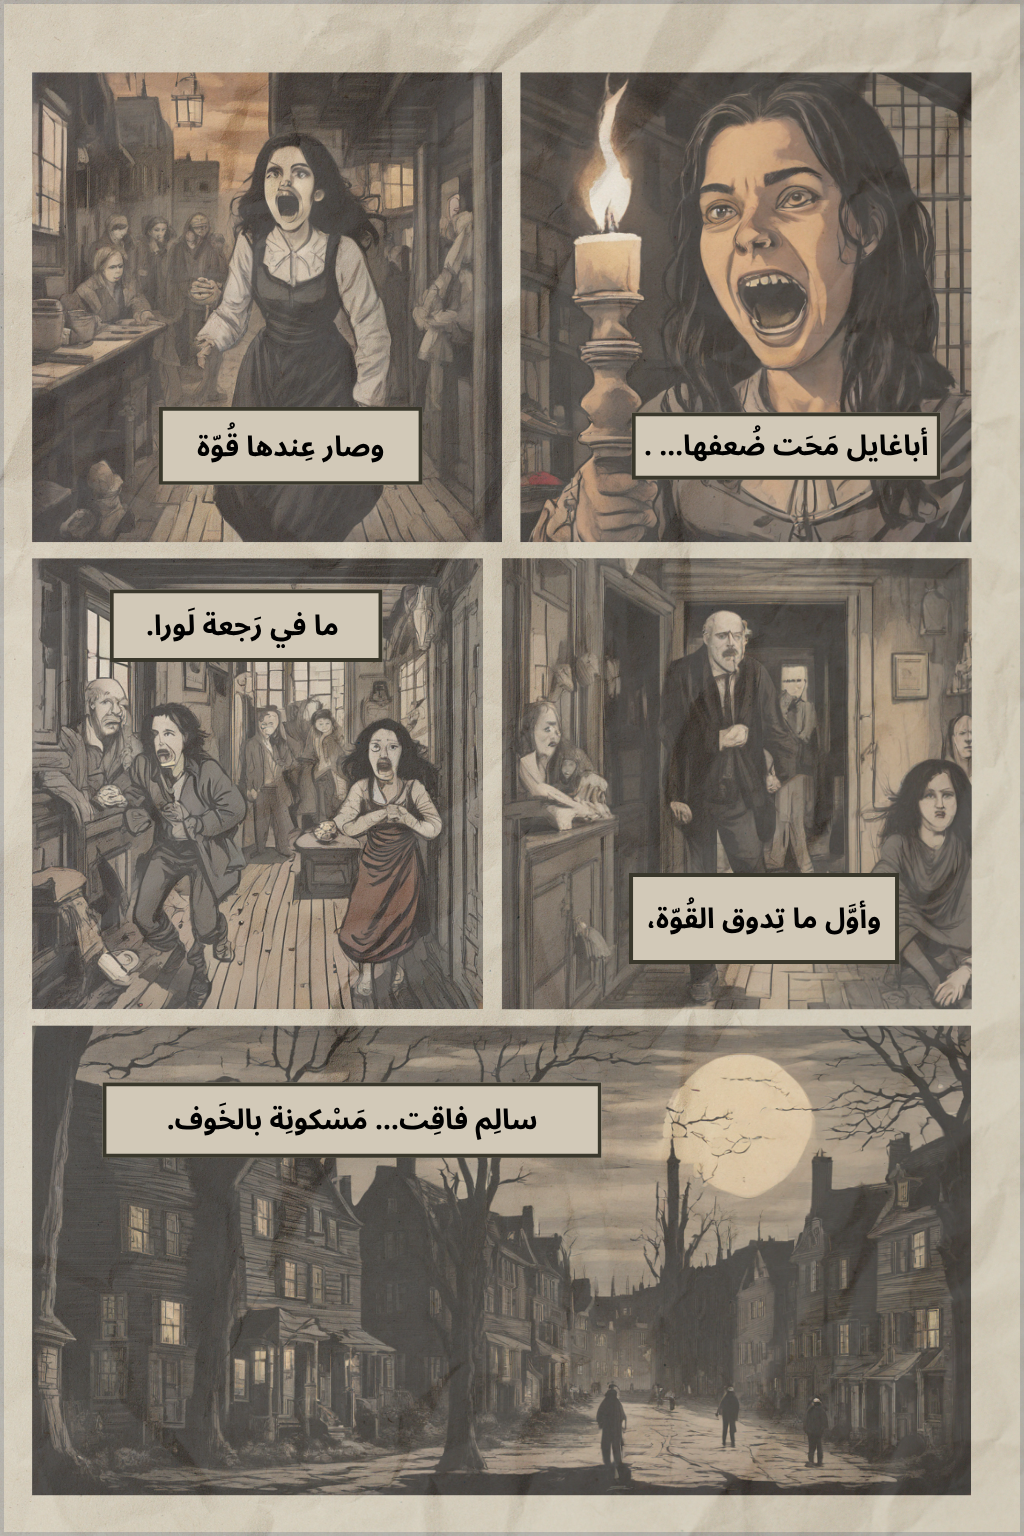 أباغايل مَحَت ضُعفها... .
وصار عِندها قُوّة
وأوَّل ما تِدوق القُوّة،
ما في رَجعة لَورا.
سالِم فاقِت... مَسْكونِة بالخَوف.